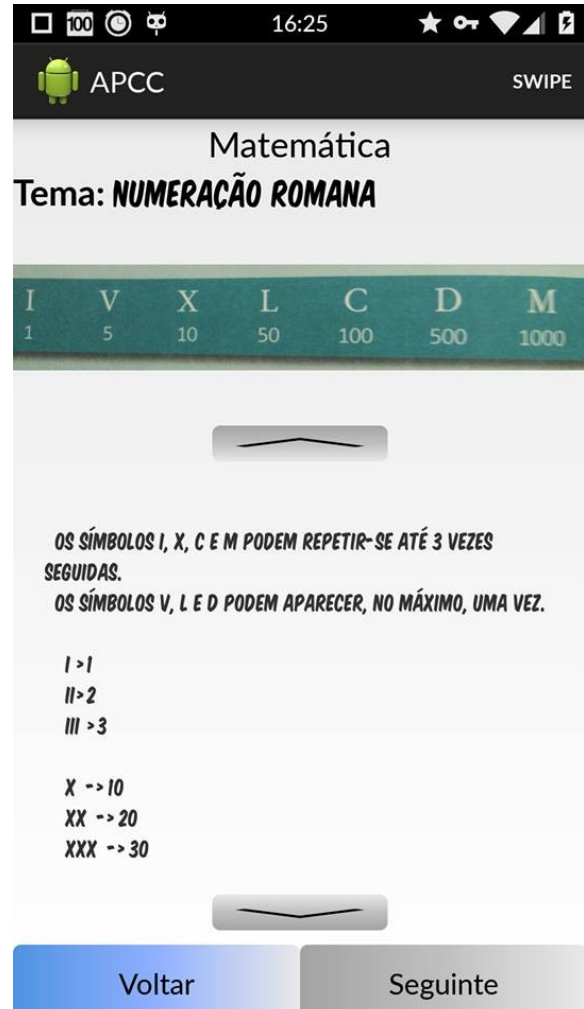 100 16:25
APCC SWIPE
Matemática
Tema: NUMERAÇÃO ROMANA
I V X L C D M
1 5 10 50 100 500 1000
OS SÍMBOLOS I, X, C E M PODEM REPETIR-SE ATÉ 3 VEZES
SEGUIDAS.
OS SÍMBOLOS V, L E D PODEM APARECER, NO MÁXIMO, UMA VEZ.
I >1
II>2
III >3
X -> 10
XX -> 20
XXX -> 30
Voltar Seguinte